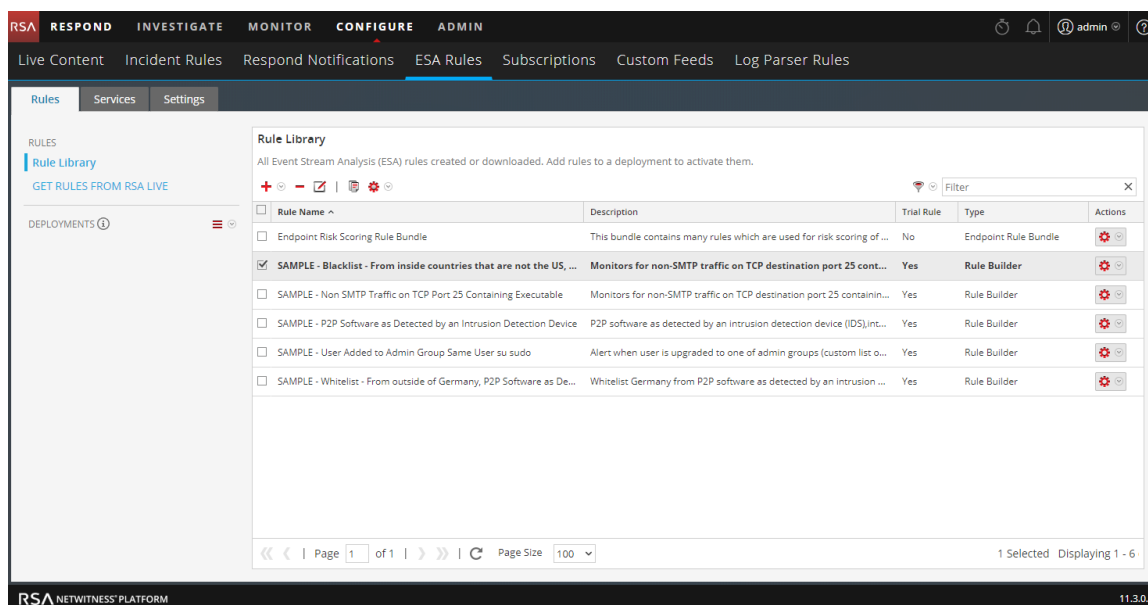 RSA RESPOND INVESTIGATE MONITOR CONFIGURE ADMIN admin
Live Content Incident Rules Respond Notifications ESA Rules Subscriptions Custom Feeds Log Parser Rules
Rules Services Settings
RULES
Rule Library
GET RULES FROM RSA LIVE
DEPLOYMENTS
Rule Library
All Event Stream Analysis (ESA) rules created or downloaded. Add rules to a deployment to activate them.
Filter
Rule Name Description Trial Rule Type Actions
Endpoint Risk Scoring Rule Bundle This bundle contains many rules which are used for risk scoring of ... No Endpoint Rule Bundle
SAMPLE - Blacklist - From inside countries that are not the US, ... Monitors for non-SMTP traffic on TCP destination port 25 cont... Yes Rule Builder
SAMPLE - Non SMTP Traffic on TCP Port 25 Containing Executable Monitors for non-SMTP traffic on TCP destination port 25 containin... Yes Rule Builder
SAMPLE - P2P Software as Detected by an Intrusion Detection Device P2P software as detected by an intrusion detection device (IDS),int... Yes Rule Builder
SAMPLE - User Added to Admin Group Same User su sudo Alert when user is upgraded to one of admin groups (custom list o... Yes Rule Builder
SAMPLE - Whitelist - From outside of Germany, P2P Software as De... Whitelist Germany from P2P software as detected by an intrusion ... Yes Rule Builder
Page 1 of 1 Page Size 100 1 Selected Displaying 1 - 6
RSA NETWITNESS® PLATFORM 11.3.0.